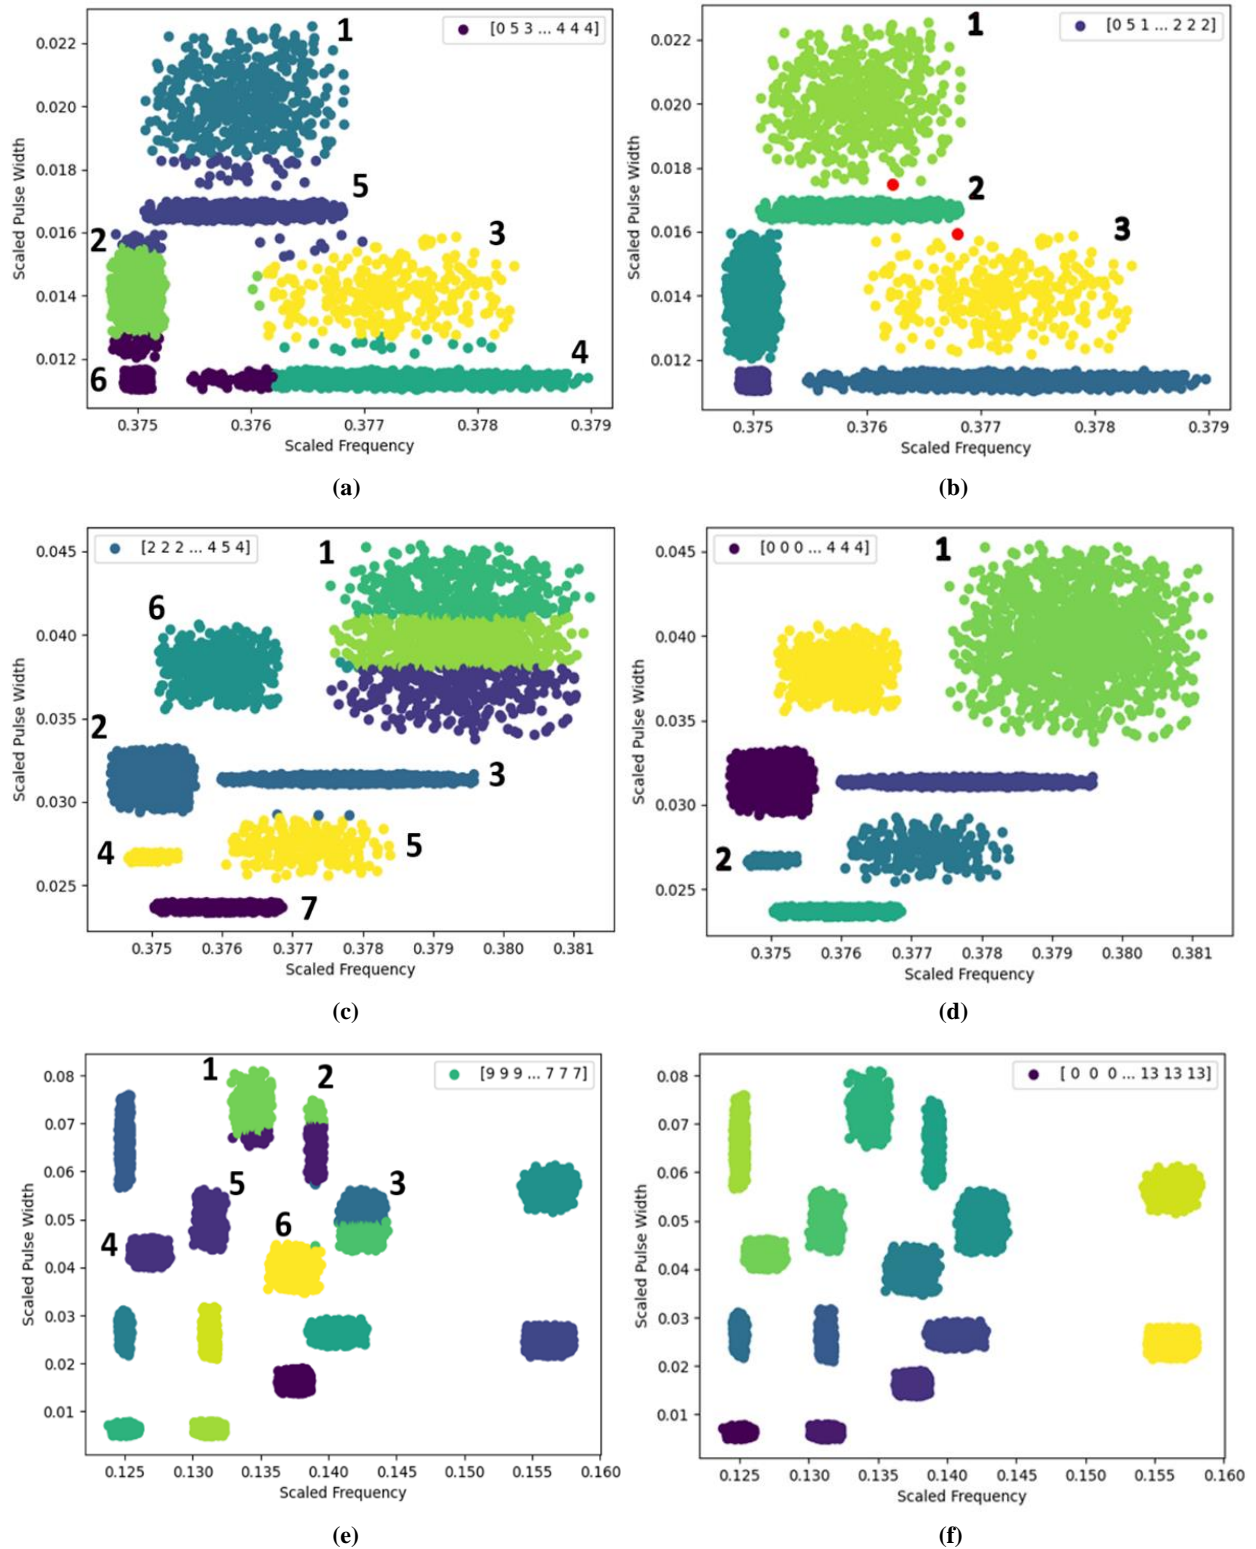 [0 5 3 ... 4 4 4]
1
5
3
2
4
6
0.022
0.020
0.018
0.016
0.014
0.012
Scaled Pulse Width
0.375 0.376 0.377 0.378 0.379
Scaled Frequency
(a)
[0 5 1 ... 2 2 2]
1
2
3
0.022
0.020
0.018
0.016
0.014
0.012
Scaled Pulse Width
0.375 0.376 0.377 0.378 0.379
Scaled Frequency
(b)
[2 2 2 ... 4 5 4]
1
6
2
3
4
5
7
0.045
0.040
0.035
0.030
0.025
Scaled Pulse Width
0.375 0.376 0.377 0.378 0.379 0.380 0.381
Scaled Frequency
(c)
[0 0 0 ... 4 4 4]
1
2
0.045
0.040
0.035
0.030
0.025
Scaled Pulse Width
0.375 0.376 0.377 0.378 0.379 0.380 0.381
Scaled Frequency
(d)
[9 9 9 ... 7 7 7]
1
2
5
3
6
4
0.08
0.07
0.06
0.05
0.04
0.03
0.02
0.01
Scaled Pulse Width
0.125 0.130 0.135 0.140 0.145 0.150 0.155 0.160
Scaled Frequency
(e)
[ 0 0 0 ... 13 13 13]
0.08
0.07
0.06
0.05
0.04
0.03
0.02
0.01
Scaled Pulse Width
0.125 0.130 0.135 0.140 0.145 0.150 0.155 0.160
Scaled Frequency
(f)